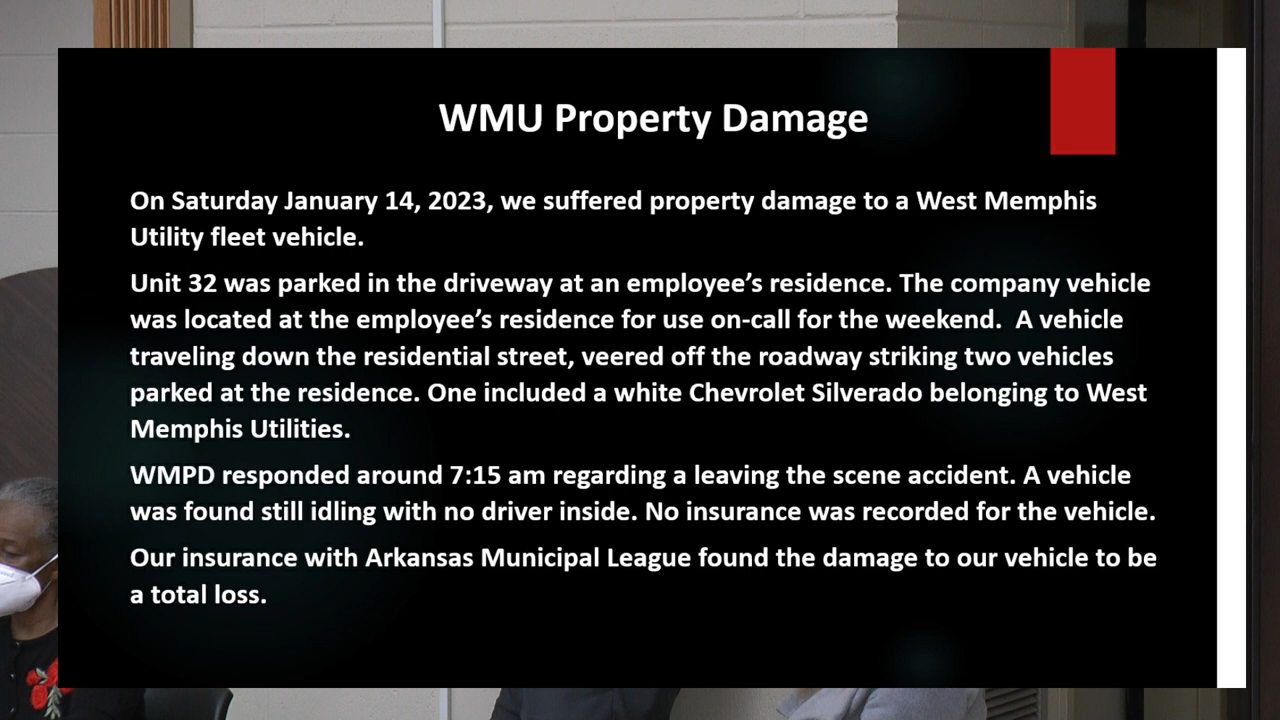 WMU Property Damage
On Saturday January 14, 2023, we suffered property damage to a West Memphis
Utility fleet vehicle.
Unit 32 was parked in the driveway at an employee’s residence. The company vehicle
was located at the employee’s residence for use on-call for the weekend.  A vehicle
traveling down the residential street, veered off the roadway striking two vehicles
parked at the residence. One included a white Chevrolet Silverado belonging to West
Memphis Utilities.
WMPD responded around 7:15 am regarding a leaving the scene accident. A vehicle
was found still idling with no driver inside. No insurance was recorded for the vehicle.
Our insurance with Arkansas Municipal League found the damage to our vehicle to be
a total loss.